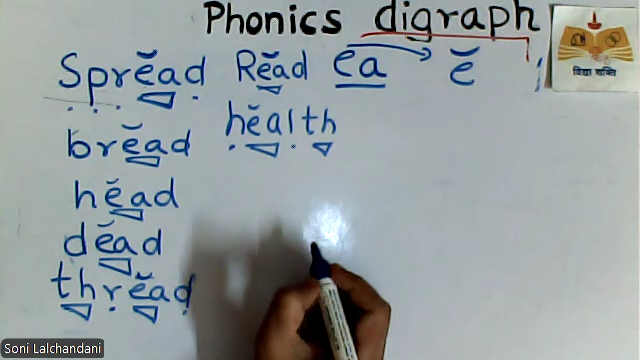 Phonics digraph
Sprĕad Rĕad ea ĕ
brĕad hĕalth
hĕad
dĕad
thrĕad
विद्या वाचिए
Soni Lalchandani